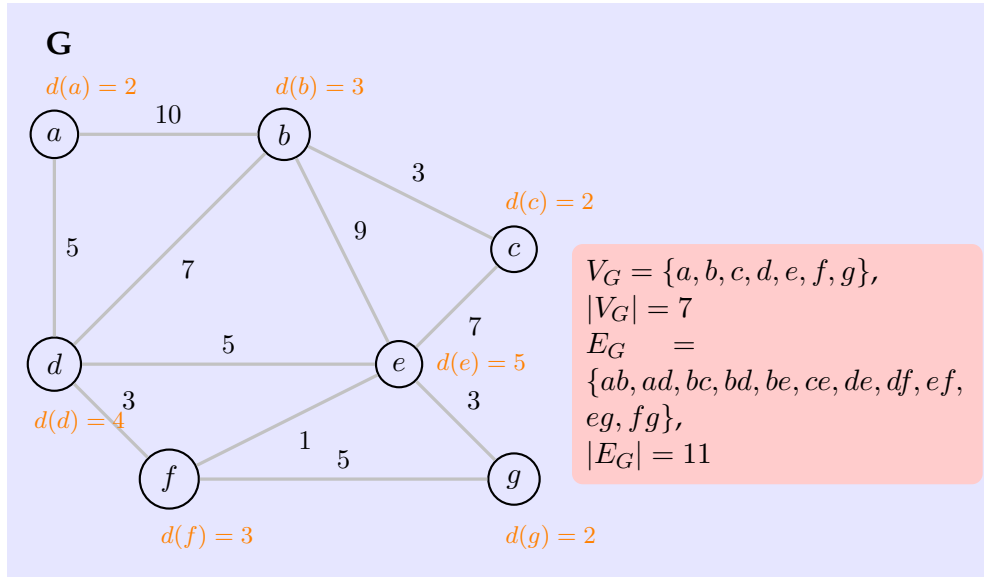 G
d(a) = 2
d(b) = 3
10
a
b
3
d(c) = 2
9
c
5
7
V_G = {a, b, c, d, e, f, g},
|V_G| = 7
7
E_G =
5
d
e
d(e) = 5
{ab, ad, bc, bd, be, ce, de, df, ef,
3
3
d(d) = 4
eg, fg},
1
5
|E_G| = 11
f
g
d(f) = 3
d(g) = 2